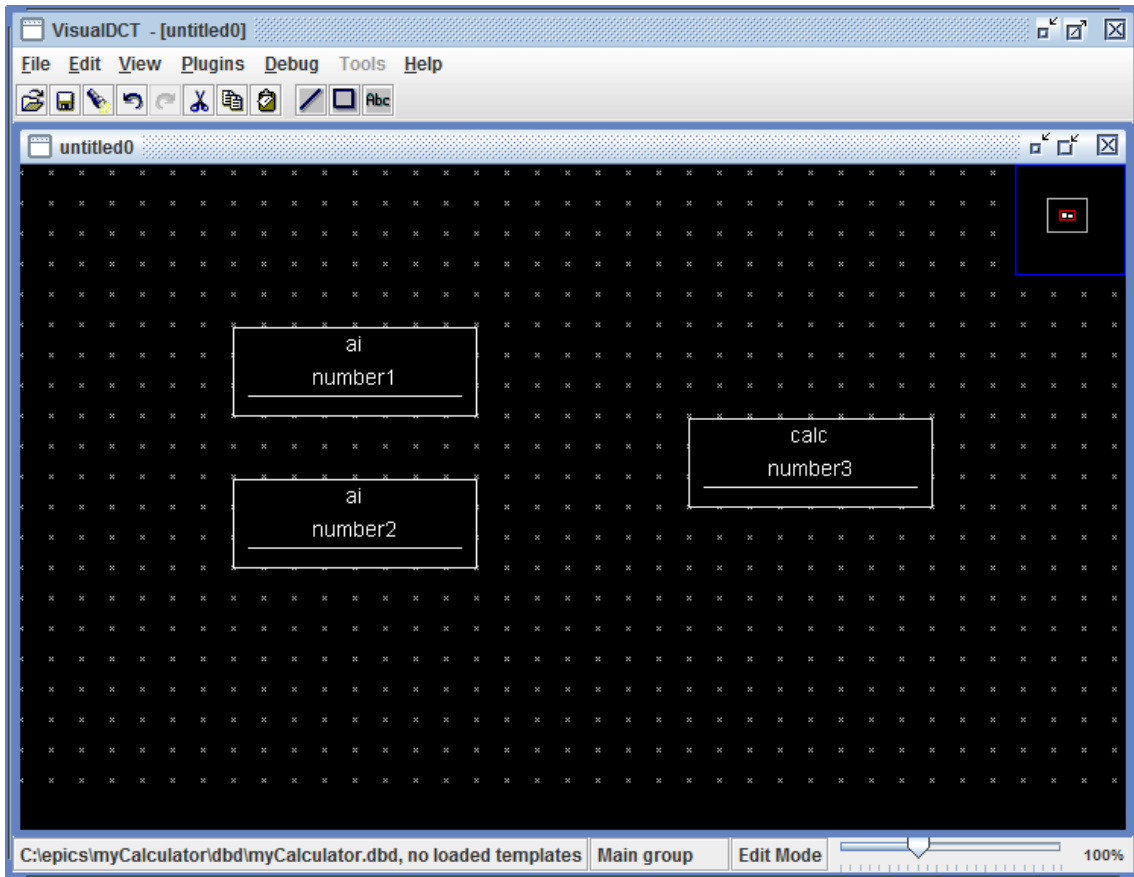 VisualDCT - [untitled0]
File Edit View Plugins Debug Tools Help
Abc
untitled0
ai
number1
calc
number3
ai
number2
C:\epics\myCalculator\dbd\myCalculator.dbd, no loaded templates Main group Edit Mode 100%